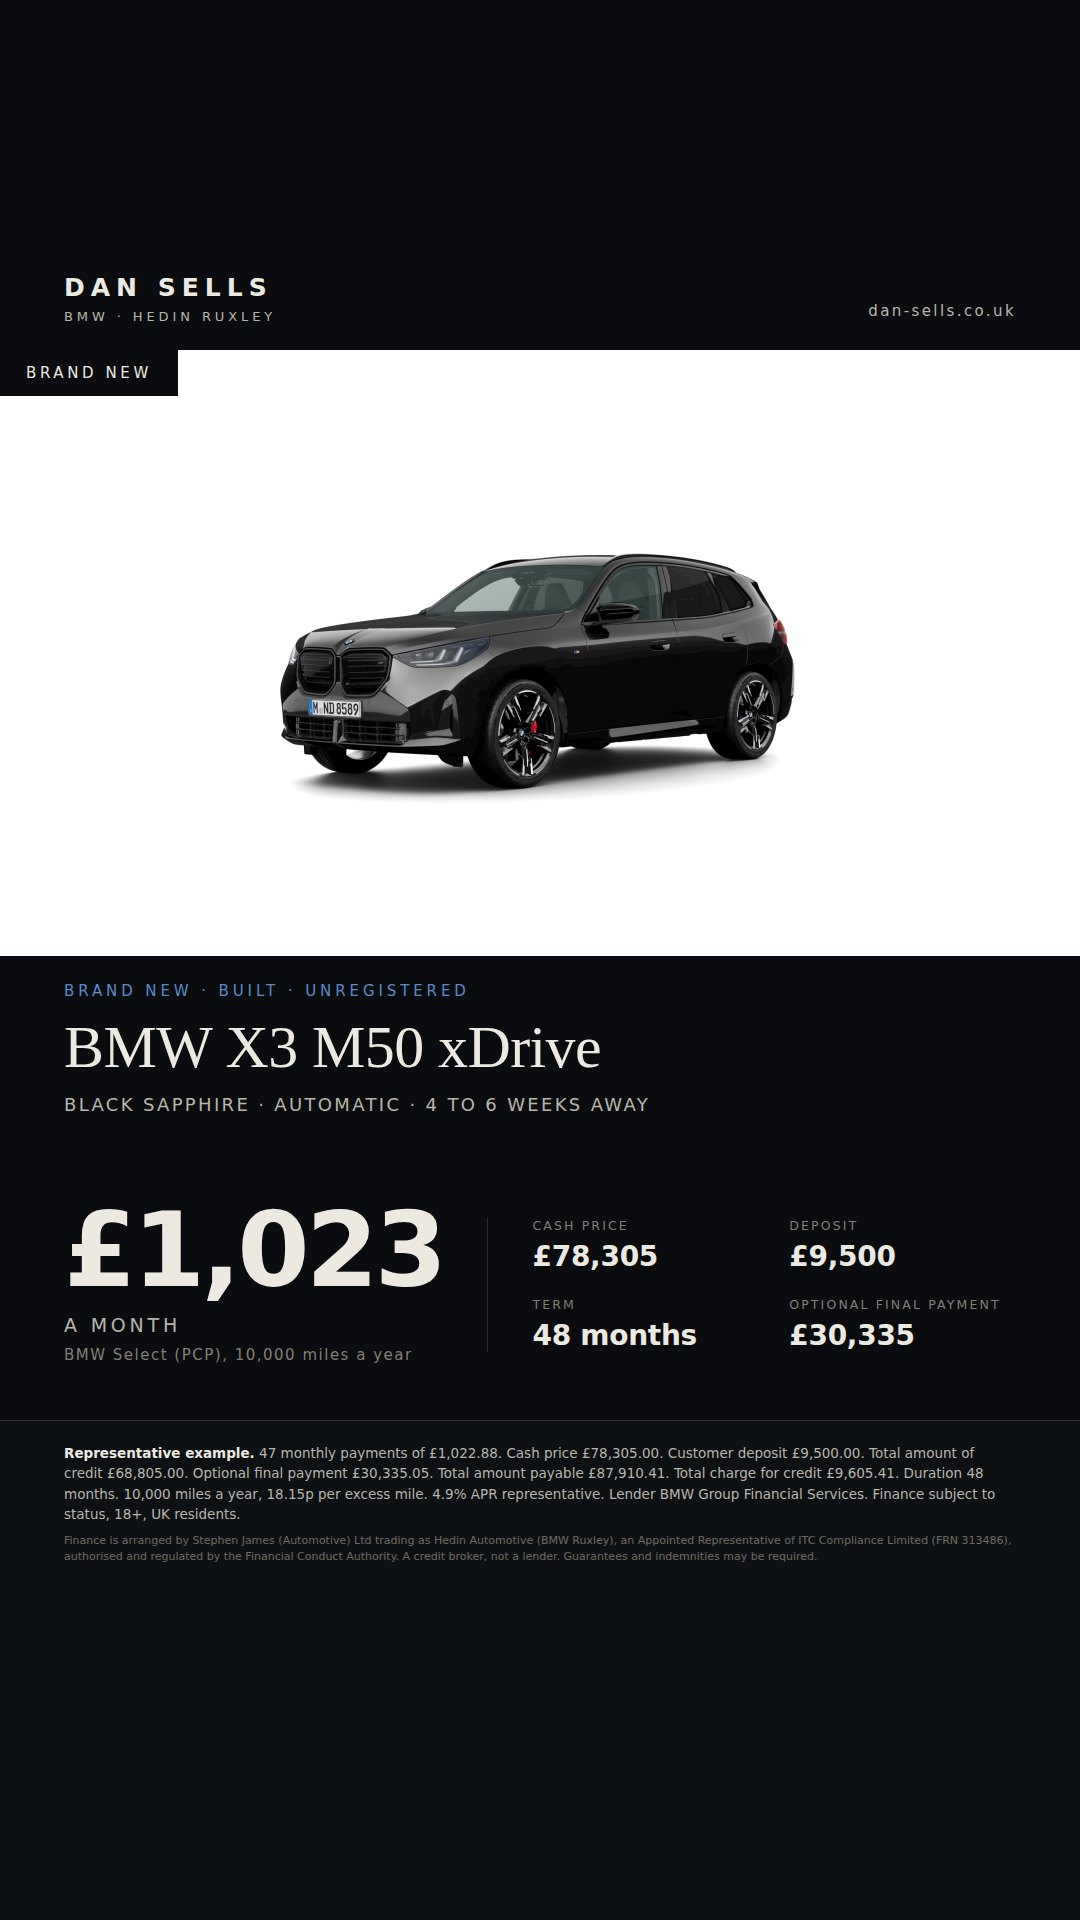 DAN SELLS
BMW · HEDIN RUXLEY
dan-sells.co.uk
BRAND NEW
M ND 8589
BRAND NEW · BUILT · UNREGISTERED
BMW X3 M50 xDrive
BLACK SAPPHIRE · AUTOMATIC · 4 TO 6 WEEKS AWAY
£1,023
A MONTH
BMW Select (PCP), 10,000 miles a year
CASH PRICE
£78,305
DEPOSIT
£9,500
TERM
48 months
OPTIONAL FINAL PAYMENT
£30,335
Representative example. 47 monthly payments of £1,022.88. Cash price £78,305.00. Customer deposit £9,500.00. Total amount of
credit £68,805.00. Optional final payment £30,335.05. Total amount payable £87,910.41. Total charge for credit £9,605.41. Duration 48
months. 10,000 miles a year, 18.15p per excess mile. 4.9% APR representative. Lender BMW Group Financial Services. Finance subject to
status, 18+, UK residents.
Finance is arranged by Stephen James (Automotive) Ltd trading as Hedin Automotive (BMW Ruxley), an Appointed Representative of ITC Compliance Limited (FRN 313486),
authorised and regulated by the Financial Conduct Authority. A credit broker, not a lender. Guarantees and indemnities may be required.